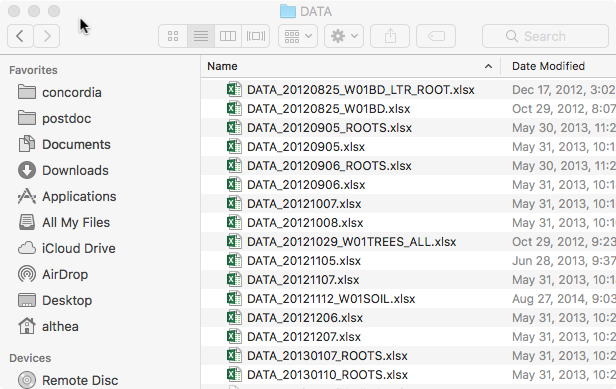 DATA
Search
Favorites
concordia
postdoc
Documents
Downloads
Applications
All My Files
iCloud Drive
AirDrop
Desktop
althea
Devices
Remote Disc
Name Date Modified
DATA_20120825_W01BD_LTR_ROOT.xlsx Dec 17, 2012, 3:02
DATA_20120825_W01BD.xlsx Oct 29, 2012, 8:
DATA_20120905_ROOTS.xlsx May 30, 2013, 11:2
DATA_20120905.xlsx May 31, 2013, 10:1
DATA_20120906_ROOTS.xlsx May 30, 2013, 11:2
DATA_20120906.xlsx May 31, 2013, 10:1
DATA_20121007.xlsx May 31, 2013, 10:1
DATA_20121008.xlsx May 31, 2013, 10:1
DATA_20121029_W01TREES_ALL.xlsx Oct 29, 2012, 9:23
DATA_20121105.xlsx Jun 28, 2013, 9:37
DATA_20121107.xlsx May 31, 2013, 10:1
DATA_20121112_W01SOIL.xlsx Aug 27, 2014, 9:03
DATA_20121206.xlsx May 31, 2013, 10:2
DATA_20121207.xlsx May 31, 2013, 10:2
DATA_20130107_ROOTS.xlsx May 31, 2013, 10:2
DATA_20130110_ROOTS.xlsx May 31, 2013, 10:2